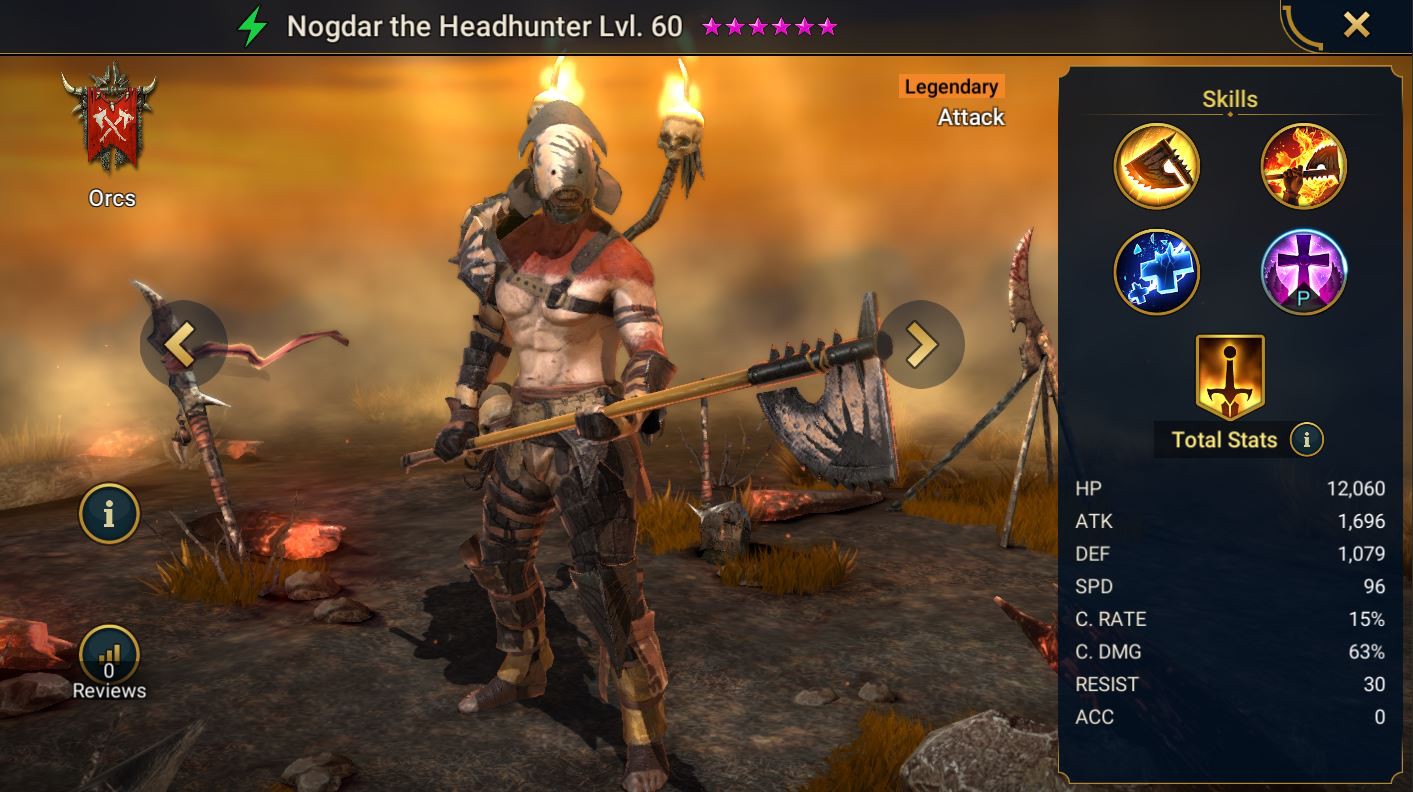 Nogdar the Headhunter Lvl. 60
Orcs
Legendary
Attack
i
0
Reviews
Skills
P
Total Stats i
HP 12,060
ATK 1,696
DEF 1,079
SPD 96
C. RATE 15%
C. DMG 63%
RESIST 30
ACC 0